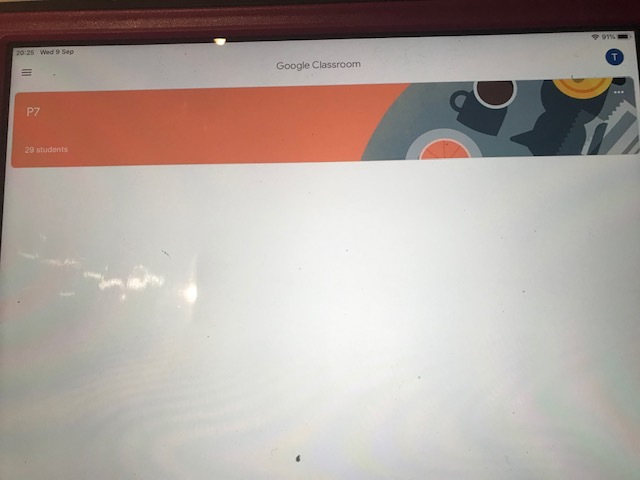 20:25 Wed 9 Sep
91%
Google Classroom
T
P7
29 students